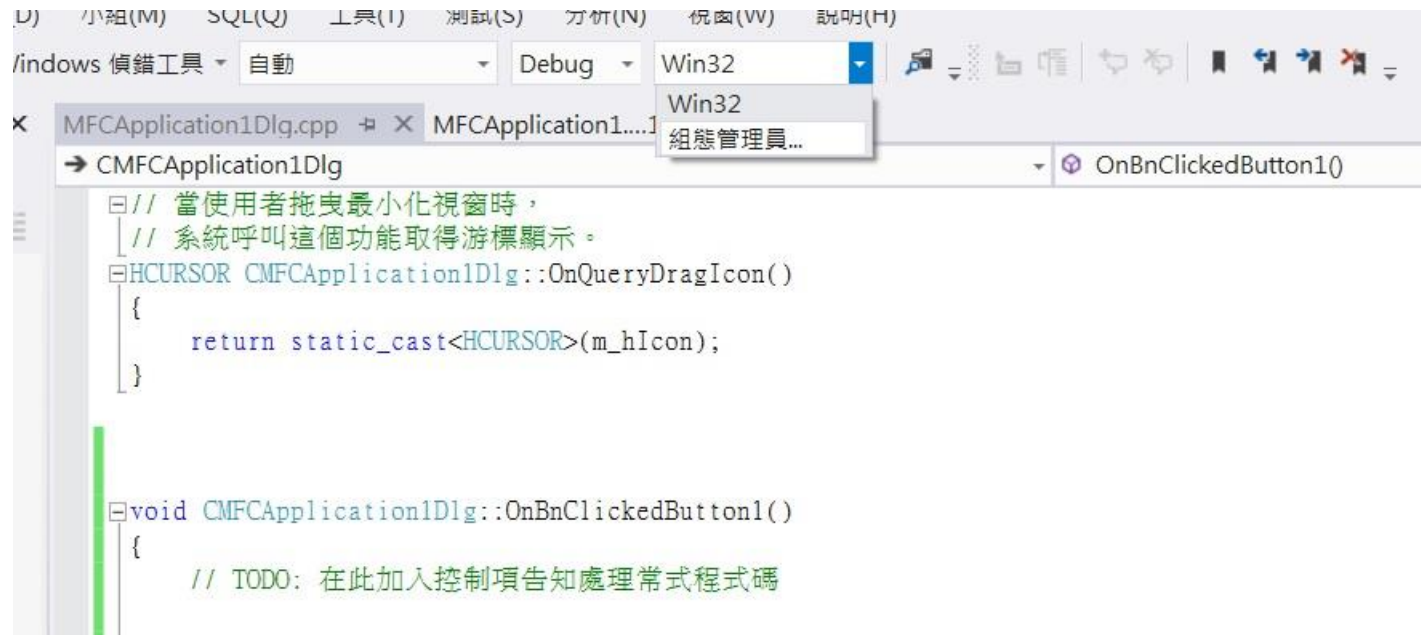 D) 小組(M) SQL(Q) 工具(T) 測試(S) 分析(N) 視窗(W) 說明(H)
/indows 偵錯工具 自動 Debug Win32
Win32
組態管理員...
MFCApplication1Dlg.cpp MFCApplication1....1
CMFCApplication1Dlg OnBnClickedButton1()
// 當使用者拖曳最小化視窗時，
// 系統呼叫這個功能取得游標顯示。
HCURSOR CMFCApplication1Dlg::OnQueryDragIcon()
{
return static_cast<HCURSOR>(m_hIcon);
}
void CMFCApplication1Dlg::OnBnClickedButton1()
{
// TODO: 在此加入控制項告知處理常式程式碼